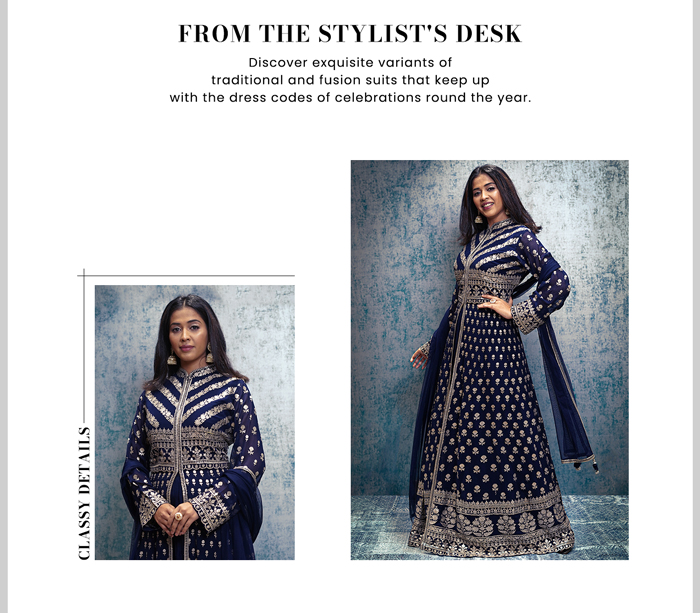 FROM THE STYLIST'S DESK
Discover exquisite variants of
traditional and fusion suits that keep up
with the dress codes of celebrations round the year.
CLASSY DETAILS